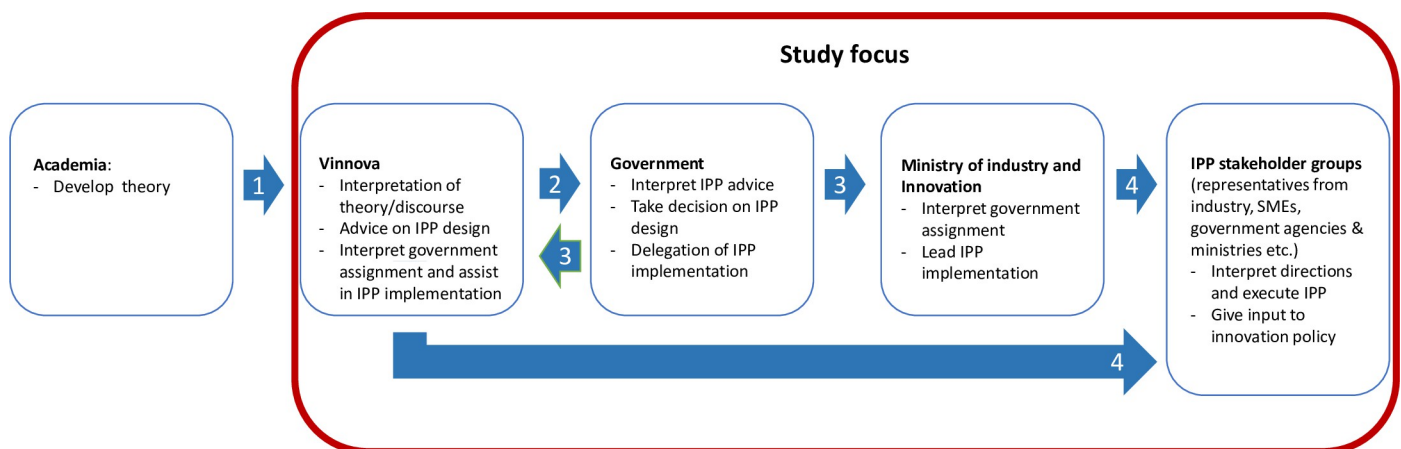 Study focus
Academia:
- Develop theory
1
Vinnova
- Interpretation of
theory/discourse
- Advice on IPP design
- Interpret government
assignment and assist
in IPP implementation
2
3
Government
- Interpret IPP advice
- Take decision on IPP
design
- Delegation of IPP
implementation
3
Ministry of industry and
Innovation
- Interpret government
assignment
- Lead IPP
implementation
4
IPP stakeholder groups
(representatives from
industry, SMEs,
government agencies &
ministries etc.)
- Interpret directions
and execute IPP
- Give input to
innovation policy
4